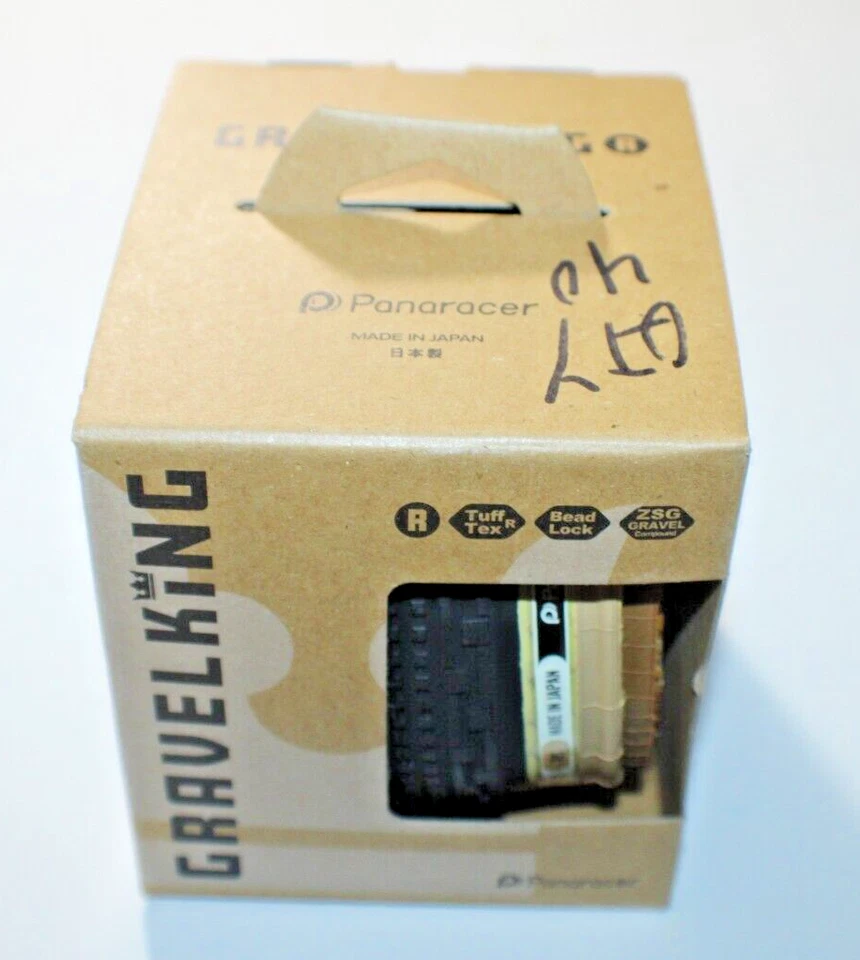 GR G R
Panaracer
MADE IN JAPAN
日本製
GRAVELKING
R
Tuff Tex R
Bead Lock
ZSG GRAVEL Compound
P
MADE IN JAPAN
Panaracer